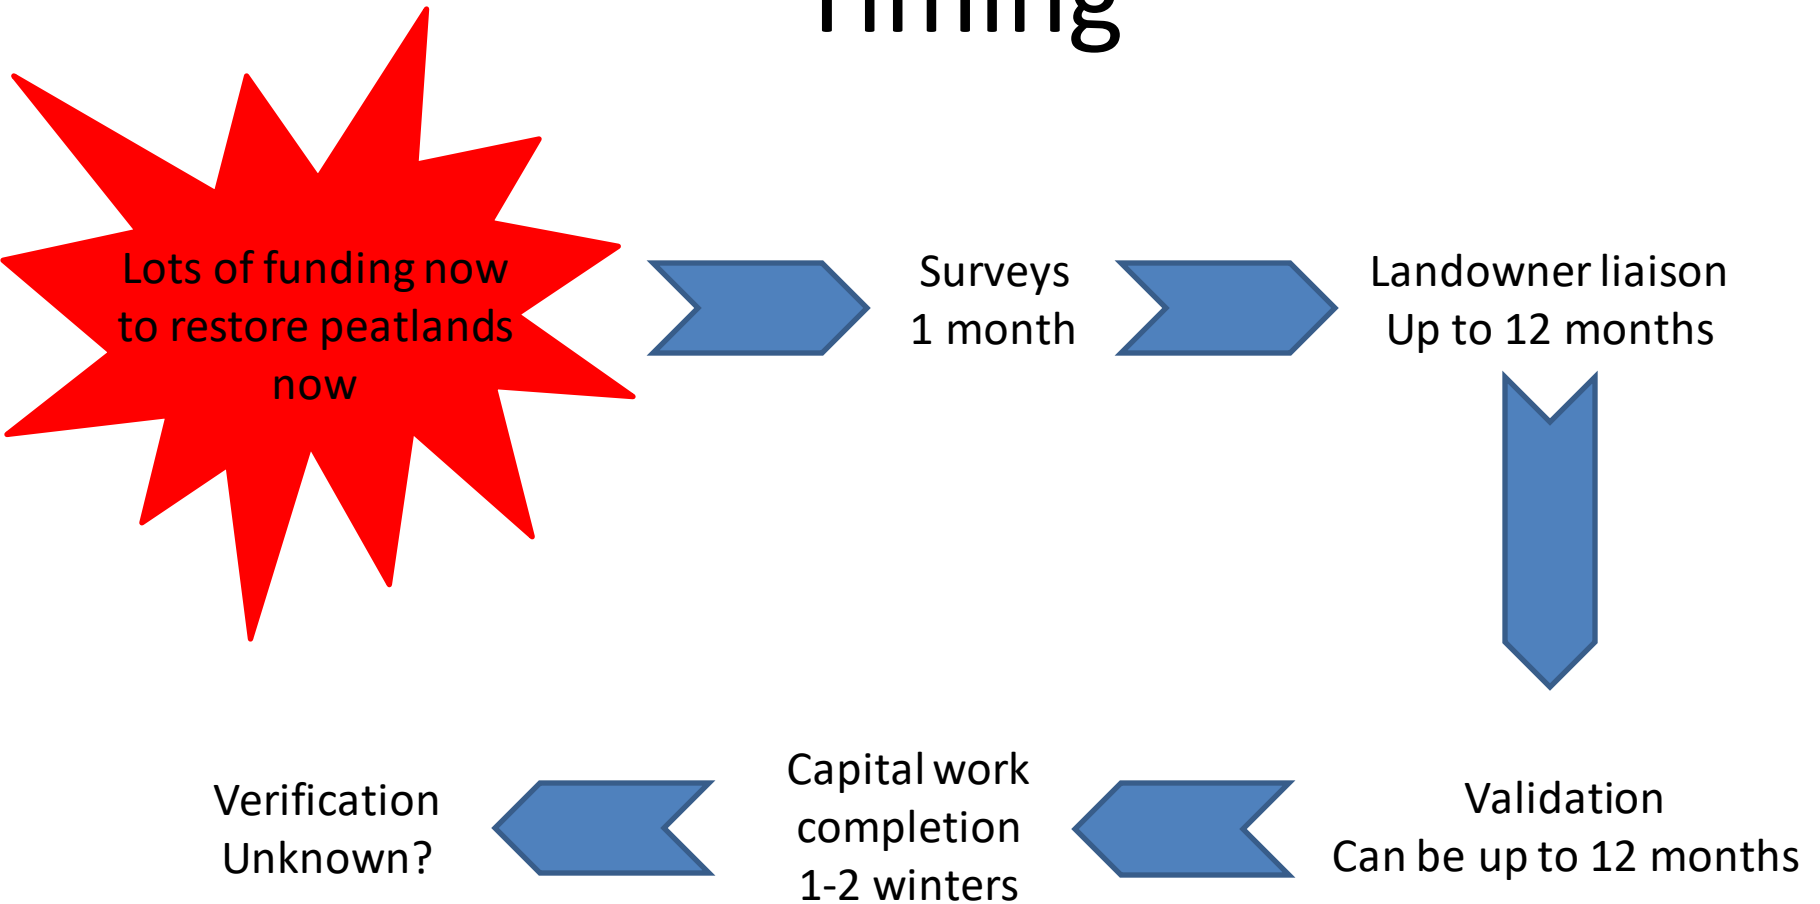 Timing
Lots of funding now
to restore peatlands
now
Surveys
1 month
Landowner liaison
Up to 12 months
Validation
Can be up to 12 months
Capital work
completion
1-2 winters
Verification
Unknown?